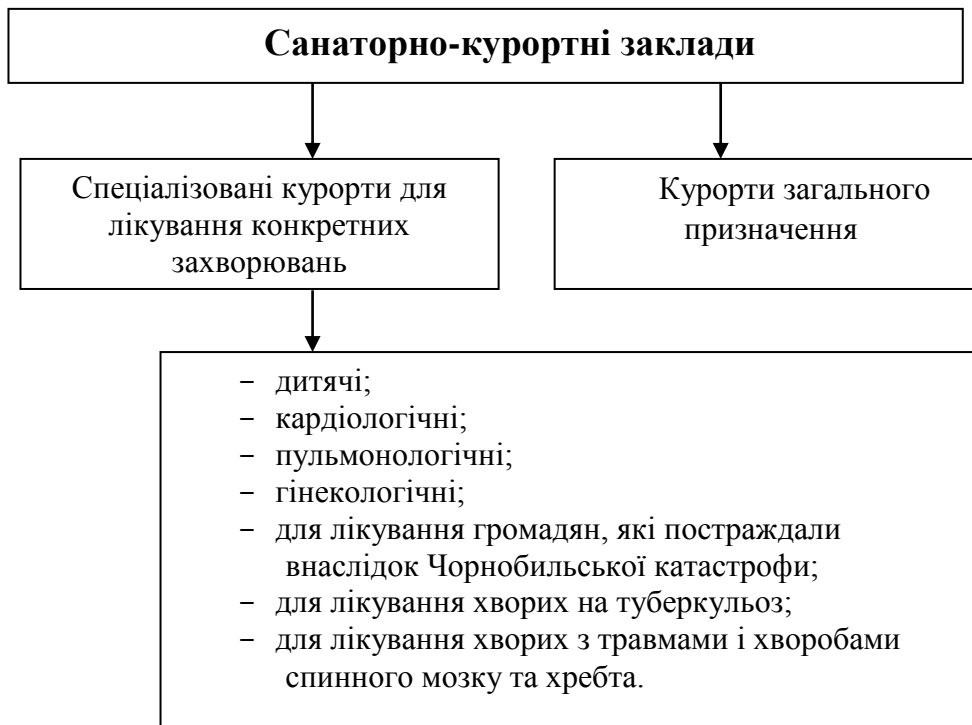 Санаторно-курортні заклади
Спеціалізовані курорти для
лікування конкретних
захворювань
Курорти загального
призначення
- дитячі;
- кардіологічні;
- пульмонологічні;
- гінекологічні;
- для лікування громадян, які постраждали
внаслідок Чорнобильської катастрофи;
- для лікування хворих на туберкульоз;
- для лікування хворих з травмами і хворобами
спинного мозку та хребта.